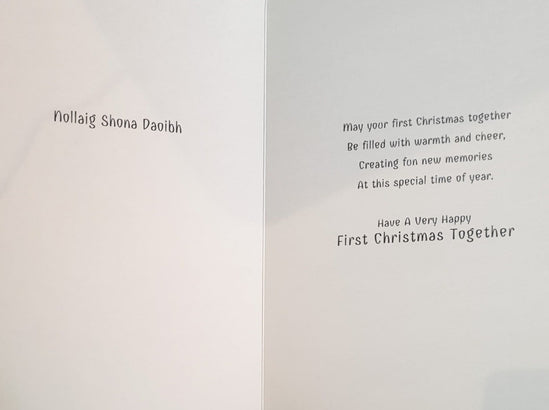 Nollaig Shona Daoibh
May your first Christmas together
Be filled with warmth and cheer,
Creating fun new memories
At this special time of year.
Have A Very Happy
First Christmas Together